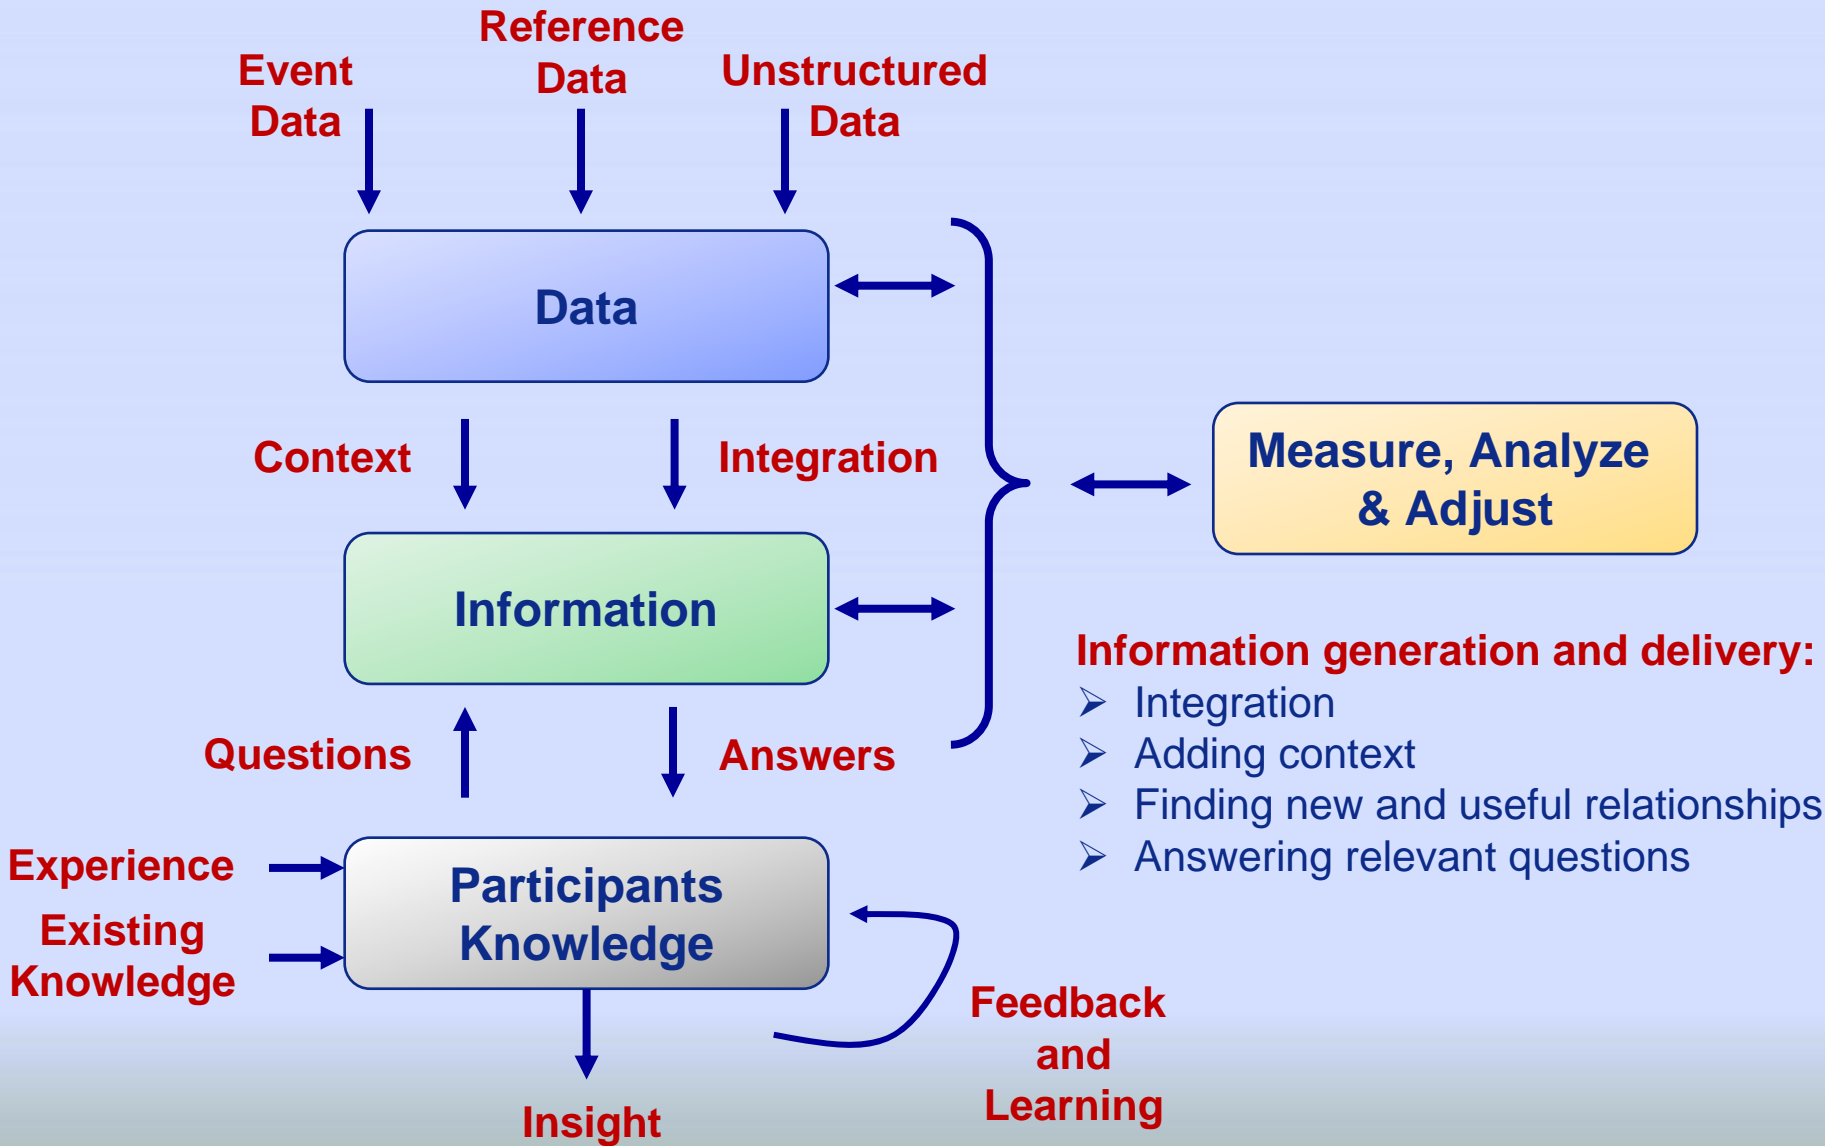 Reference
Data
Event
Data
Unstructured
Data
Data
Context
Integration
Measure, Analyze
& Adjust
Information
Information generation and delivery:
➢ Integration
➢ Adding context
➢ Finding new and useful relationships
➢ Answering relevant questions
Questions
Answers
Experience
Existing
Knowledge
Participants
Knowledge
Feedback
and
Learning
Insight